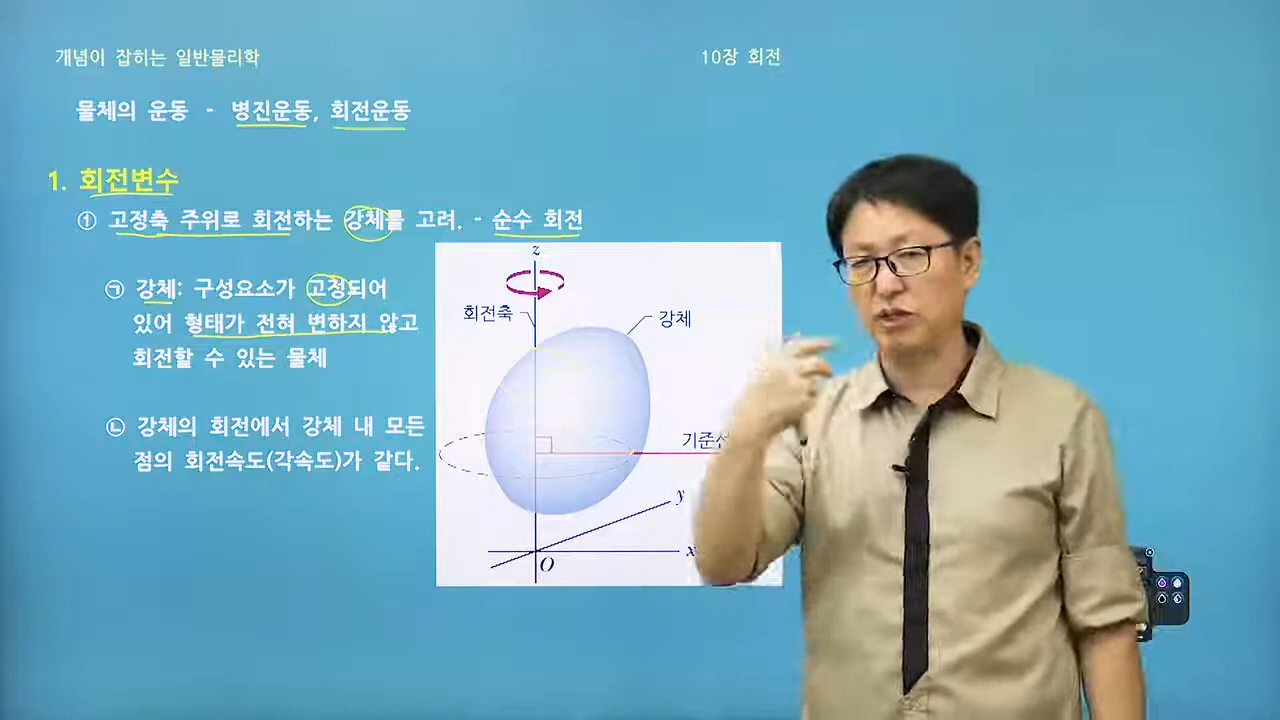 개념이 잡히는 일반물리학
10장 회전
물체의 운동 - 병진운동, 회전운동
1. 회전변수
① 고정축 주위로 회전하는 강체를 고려. - 순수 회전
㉠ 강체: 구성요소가 고정되어
있어 형태가 전혀 변하지 않고
회전할 수 있는 물체
㉡ 강체의 회전에서 강체 내 모든
점의 회전속도(각속도)가 같다.
z
회전축
강체
기준선
y
x
O